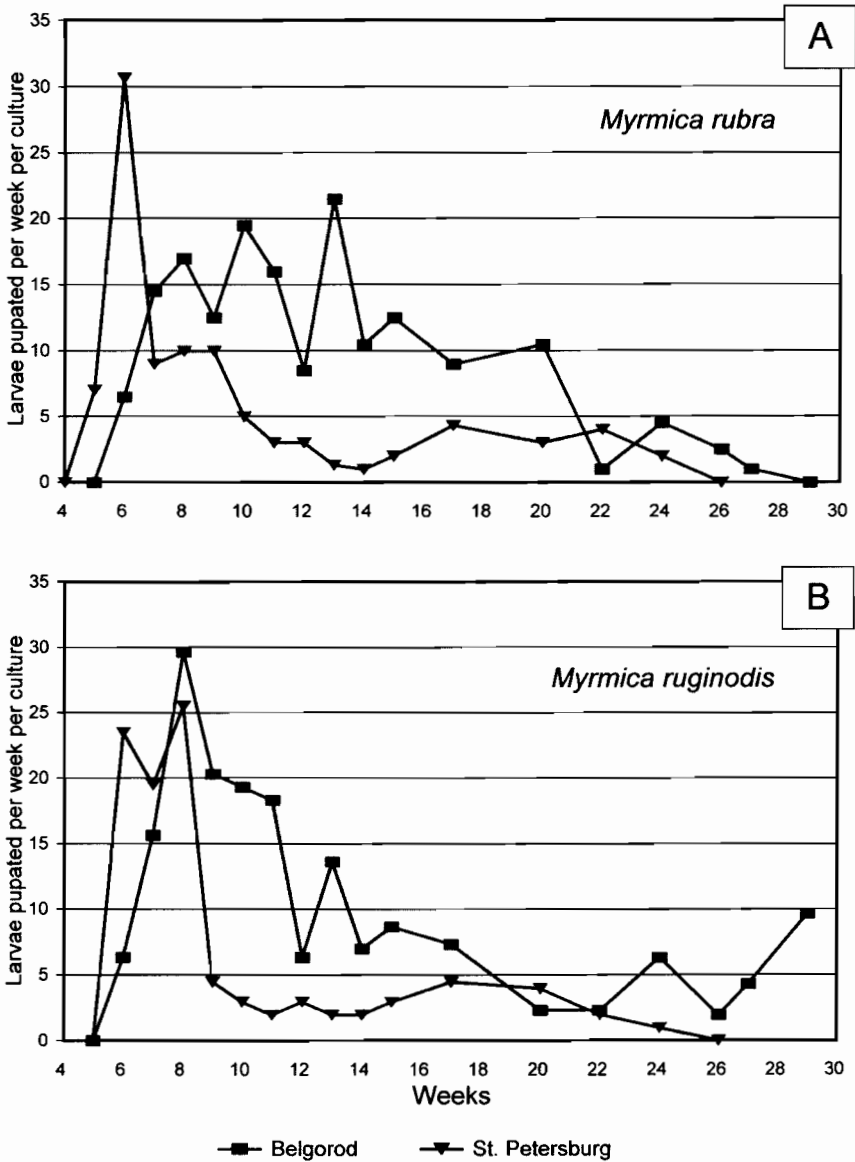 A
Myrmica rubra
Larvae pupated per week per culture
35
30
25
20
15
10
5
0
4 6 8 10 12 14 16 18 20 22 24 26 28 30
B
Myrmica ruginodis
Larvae pupated per week per culture
35
30
25
20
15
10
5
0
4 6 8 10 12 14 16 18 20 22 24 26 28 30
Weeks
Belgorod St. Petersburg